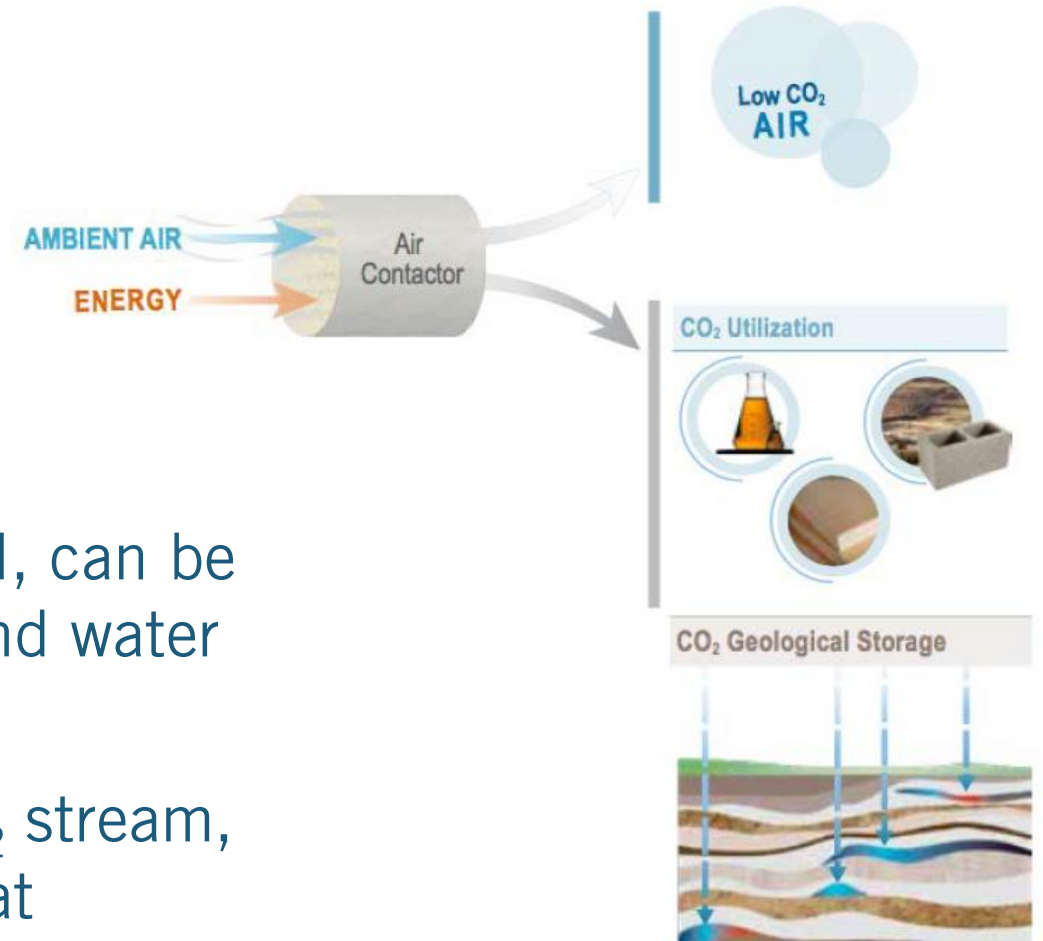 Low CO₂
AIR
AMBIENT AIR
ENERGY
Air
Contactor
CO₂ Utilization
, can be
nd water
CO₂ Geological Storage
stream,
at